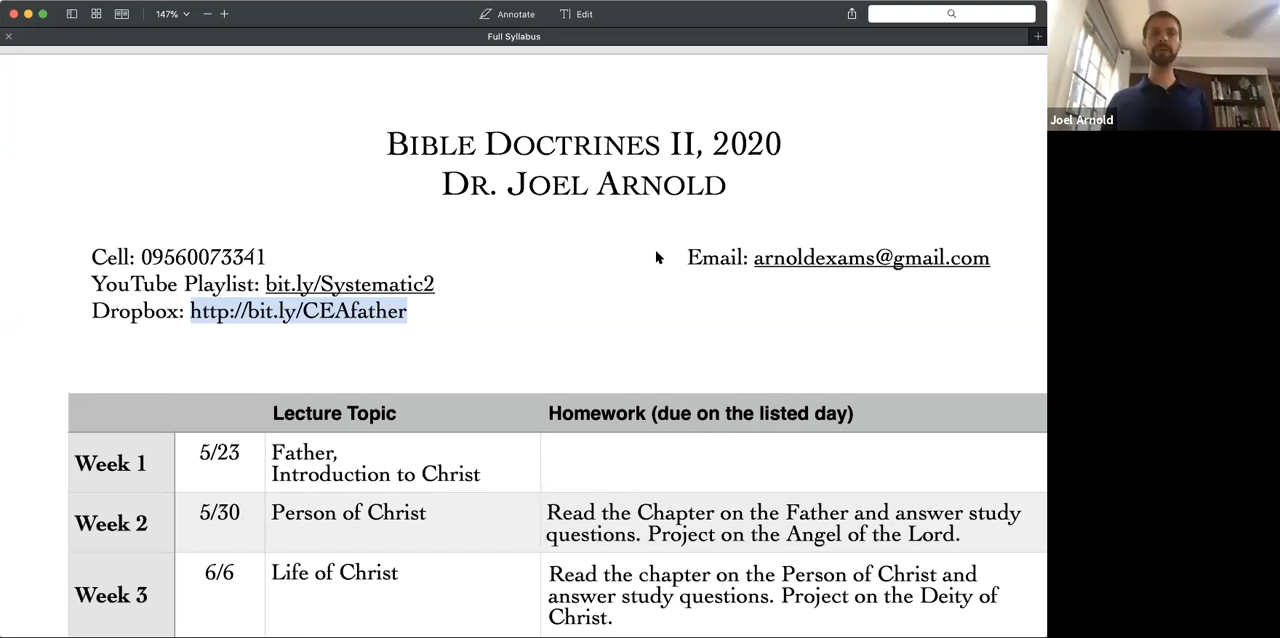 147%
Annotate
Edit
Full Syllabus
Joel Arnold
BIBLE DOCTRINES II, 2020
DR. JOEL ARNOLD
Cell: 09560073341
Email: arnoldexams@gmail.com
YouTube Playlist: bit.ly/Systematic2
Dropbox: http://bit.ly/CEAfather
Lecture Topic Homework (due on the listed day)
Week 1 5/23 Father,
Introduction to Christ
Week 2 5/30 Person of Christ Read the Chapter on the Father and answer study
questions. Project on the Angel of the Lord.
Week 3 6/6 Life of Christ Read the chapter on the Person of Christ and
answer study questions. Project on the Deity of
Christ.